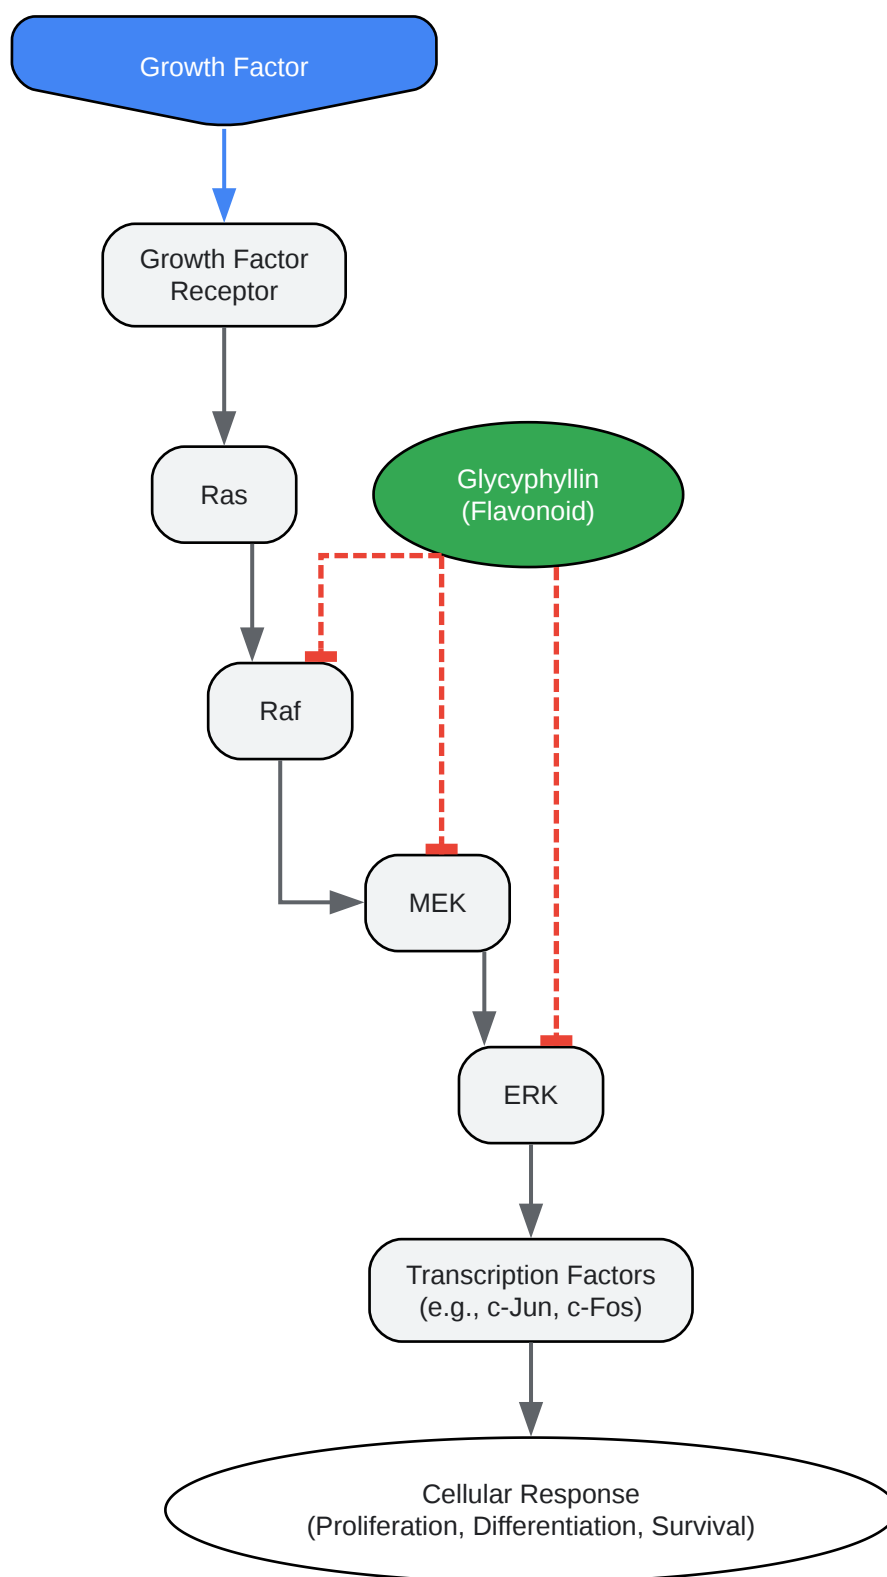 Growth Factor
Growth Factor
Receptor
Ras
Glycyphyllin
(Flavonoid)
Raf
MEK
ERK
Transcription Factors
(e.g., c-Jun, c-Fos)
Cellular Response
(Proliferation, Differentiation, Survival)